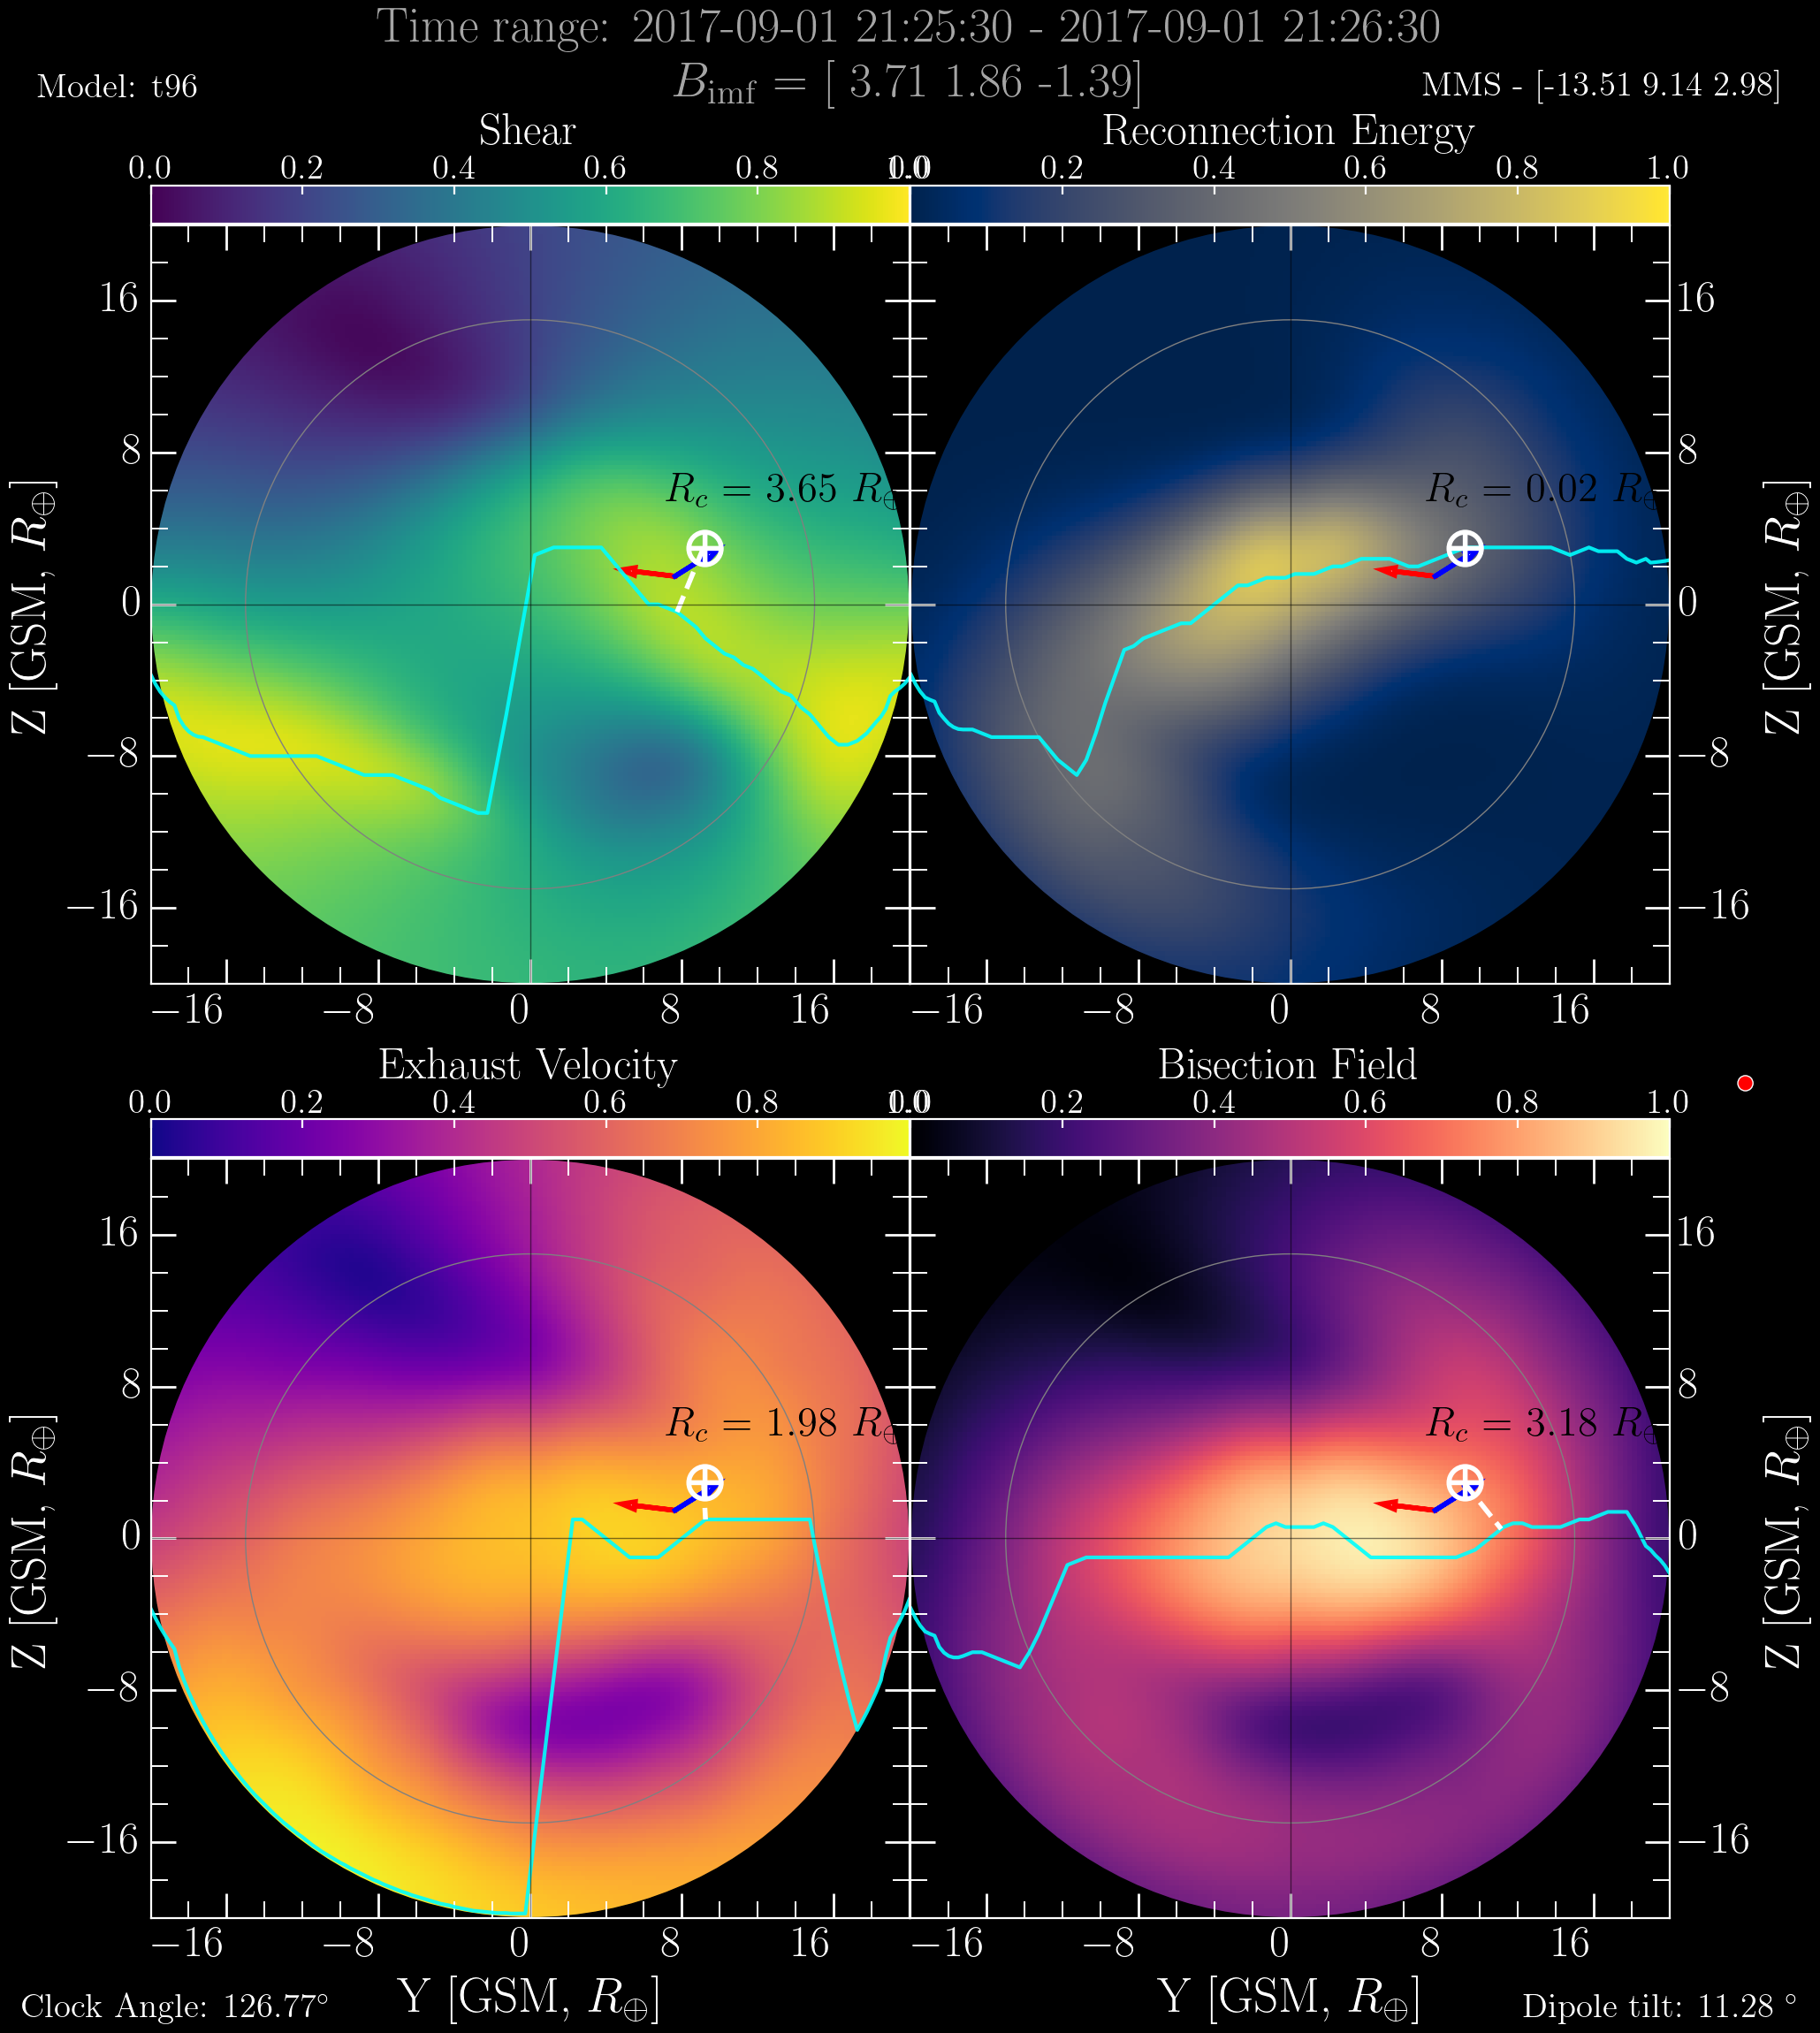 Time range: 2017-09-01 21:25:30 - 2017-09-01 21:26:30
Model: t96
B_imf = [ 3.71 1.86 -1.39]
MMS - [-13.51 9.14 2.98]
Shear
Reconnection Energy
0.0 0.2 0.4 0.6 0.8 1.0
0.2 0.4 0.6 0.8 1.0
16
8
0
−8
−16
Z [GSM, R⊕]
R_c = 3.65 R⊕
R_c = 0.02 R⊕
16
8
0
−8
−16
Z [GSM, R⊕]
−16 −8 0 8 16
−16 −8 0 8 16
Exhaust Velocity
Bisection Field
0.0 0.2 0.4 0.6 0.8 1.0
0.2 0.4 0.6 0.8 1.0
16
8
0
−8
−16
Z [GSM, R⊕]
R_c = 1.98 R⊕
R_c = 3.18 R⊕
16
8
0
−8
−16
Z [GSM, R⊕]
−16 −8 0 8 16
−16 −8 0 8 16
Y [GSM, R⊕]
Y [GSM, R⊕]
Clock Angle: 126.77°
Dipole tilt: 11.28 °